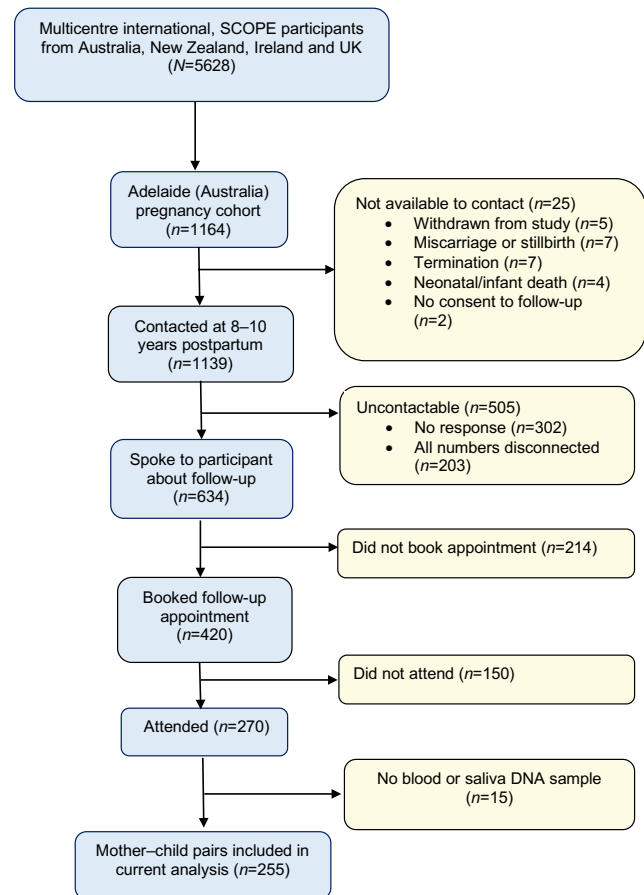 Multicentre international, SCOPE participants
from Australia, New Zealand, Ireland and UK
(N=5628)
Adelaide (Australia)
pregnancy cohort
(n=1164)
Not available to contact (n=25)
• Withdrawn from study (n=5)
• Miscarriage or stillbirth (n=7)
• Termination (n=7)
• Neonatal/infant death (n=4)
• No consent to follow-up
(n=2)
Contacted at 8–10
years postpartum
(n=1139)
Uncontactable (n=505)
• No response (n=302)
• All numbers disconnected
(n=203)
Spoke to participant
about follow-up
(n=634)
Did not book appointment (n=214)
Booked follow-up
appointment
(n=420)
Did not attend (n=150)
Attended (n=270)
No blood or saliva DNA sample
(n=15)
Mother–child pairs included in
current analysis (n=255)